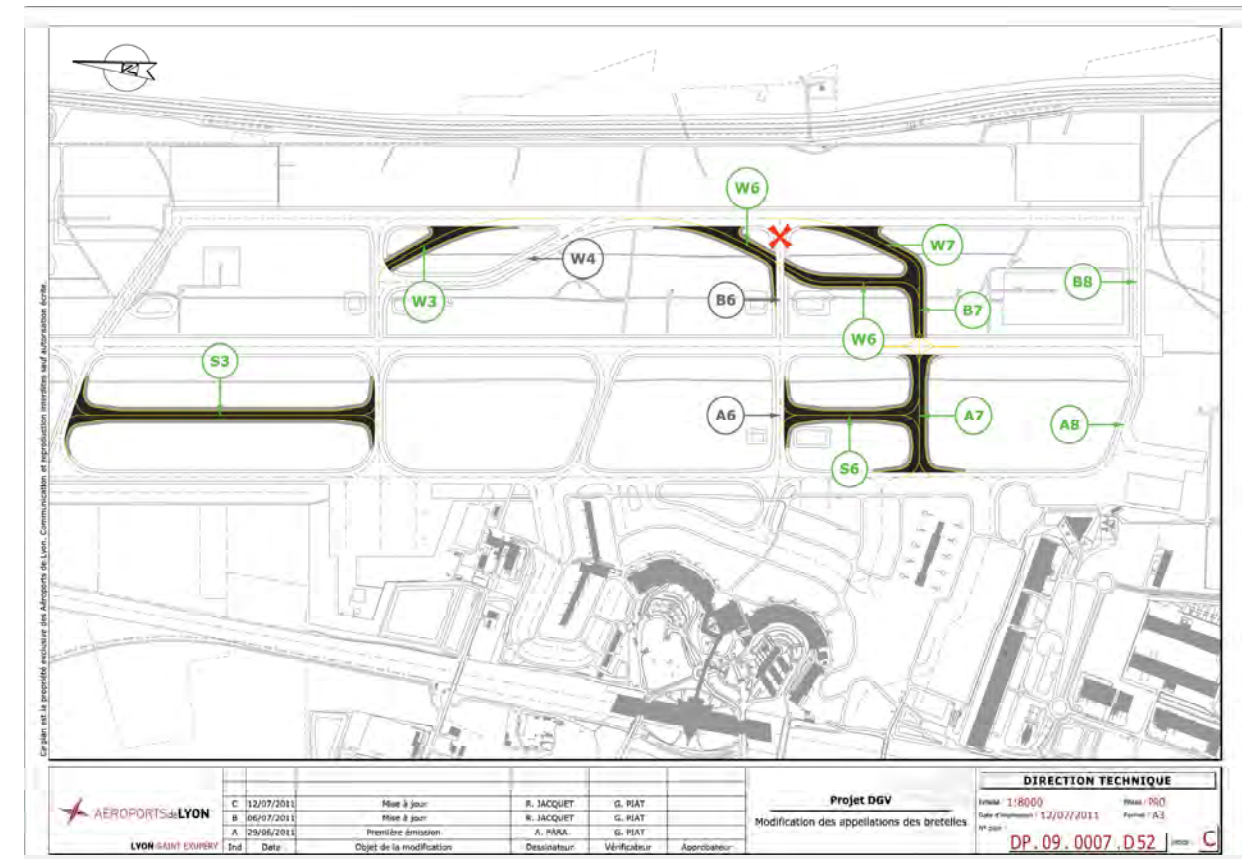 W6
W7
W4
W3
B6
B7
B8
W6
S3
A6
A7
A8
S6
Ce plan est la propriété exclusive des Aéroports de Lyon. Communication et reproduction interdites sauf autorisation écrite.
AÉROPORTS de LYON
LYON-SAINT EXUPÉRY
C 12/07/2011 Mise à jour R. JACQUET G. PIAT
B 06/07/2011 Mise à jour R. JACQUET G. PIAT
A 29/06/2011 Première émission A. PARA. G. PIAT
Ind Date Objet de la modification Dessinateur Vérificateur Approbateur
Projet DGV
Modification des appellations des bretelles
DIRECTION TECHNIQUE
1:8000 Phase : PRO
Date d'impression : 12/07/2011 Format : A3
N° plan :
DP.09.0007.D52 C